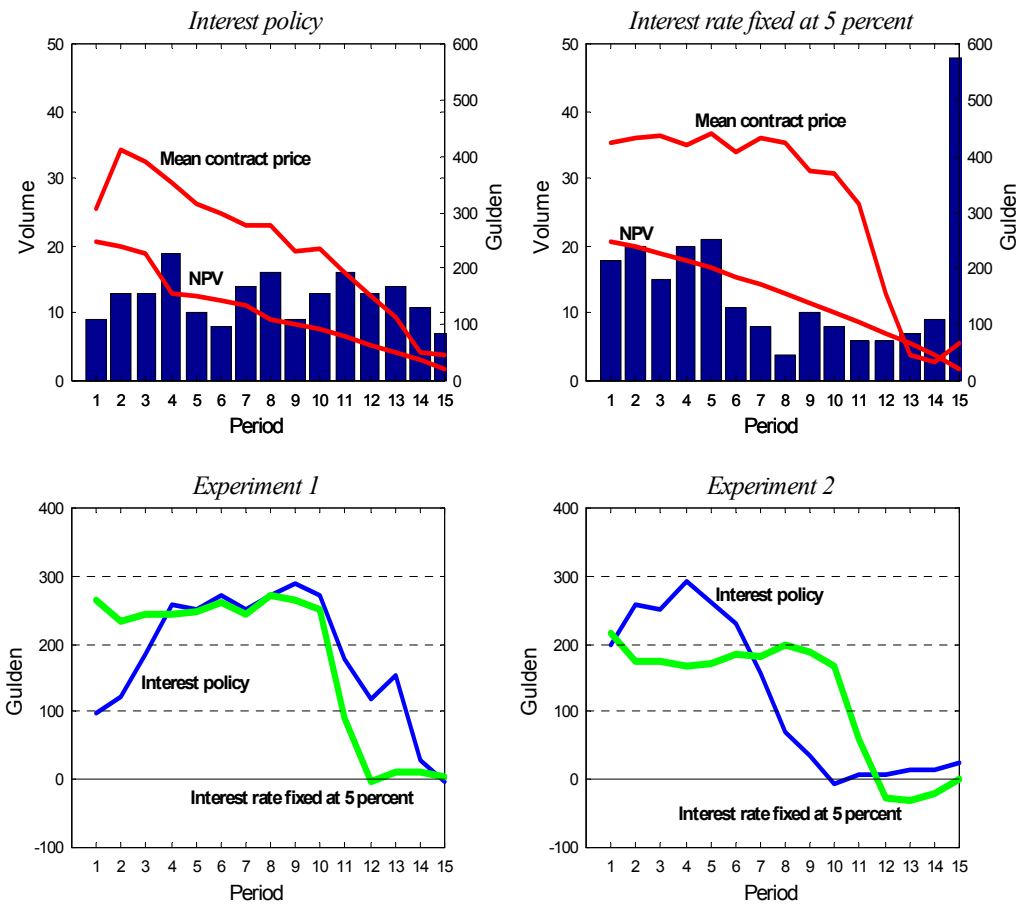 Interest policy
50
40
30
20
10
0
Volume
600
500
400
300
200
100
0
Gulden
Mean contract price
NPV
1 2 3 4 5 6 7 8 9 10 11 12 13 14 15
Period
Interest rate fixed at 5 percent
50
40
30
20
10
0
Volume
600
500
400
300
200
100
0
Gulden
Mean contract price
NPV
1 2 3 4 5 6 7 8 9 10 11 12 13 14 15
Period
Experiment 1
400
300
200
100
0
-100
Gulden
Interest policy
Interest rate fixed at 5 percent
1 2 3 4 5 6 7 8 9 10 11 12 13 14 15
Period
Experiment 2
400
300
200
100
0
-100
Gulden
Interest policy
Interest rate fixed at 5 percent
1 2 3 4 5 6 7 8 9 10 11 12 13 14 15
Period